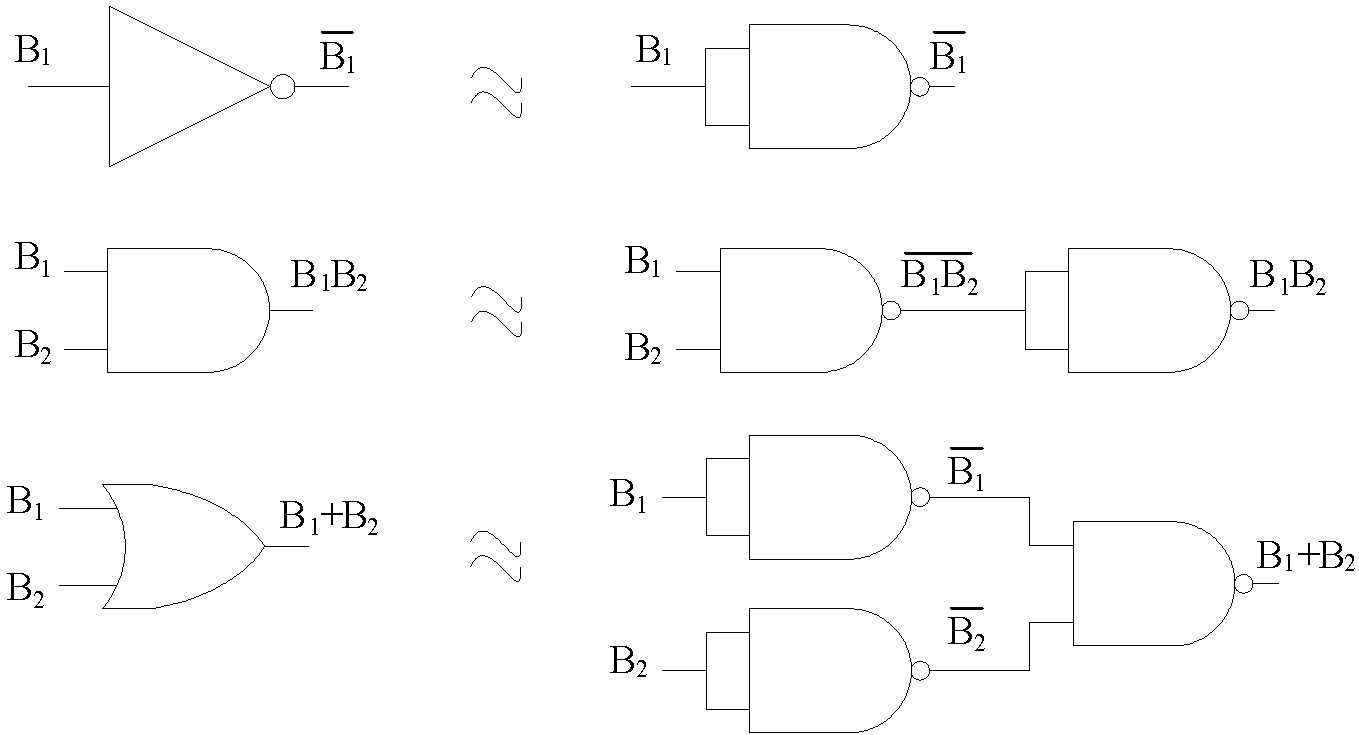 B₁ B̅₁̅ ≈ B₁ B̅₁̅
B₁ B₁B₂ ≈ B₁ B̅₁̅B̅₂̅ B₁B₂
B₂ B₂
B₁ B₁+B₂ ≈ B₁ B̅₁̅ B₁+B₂
B₂ B₂ B̅₂̅